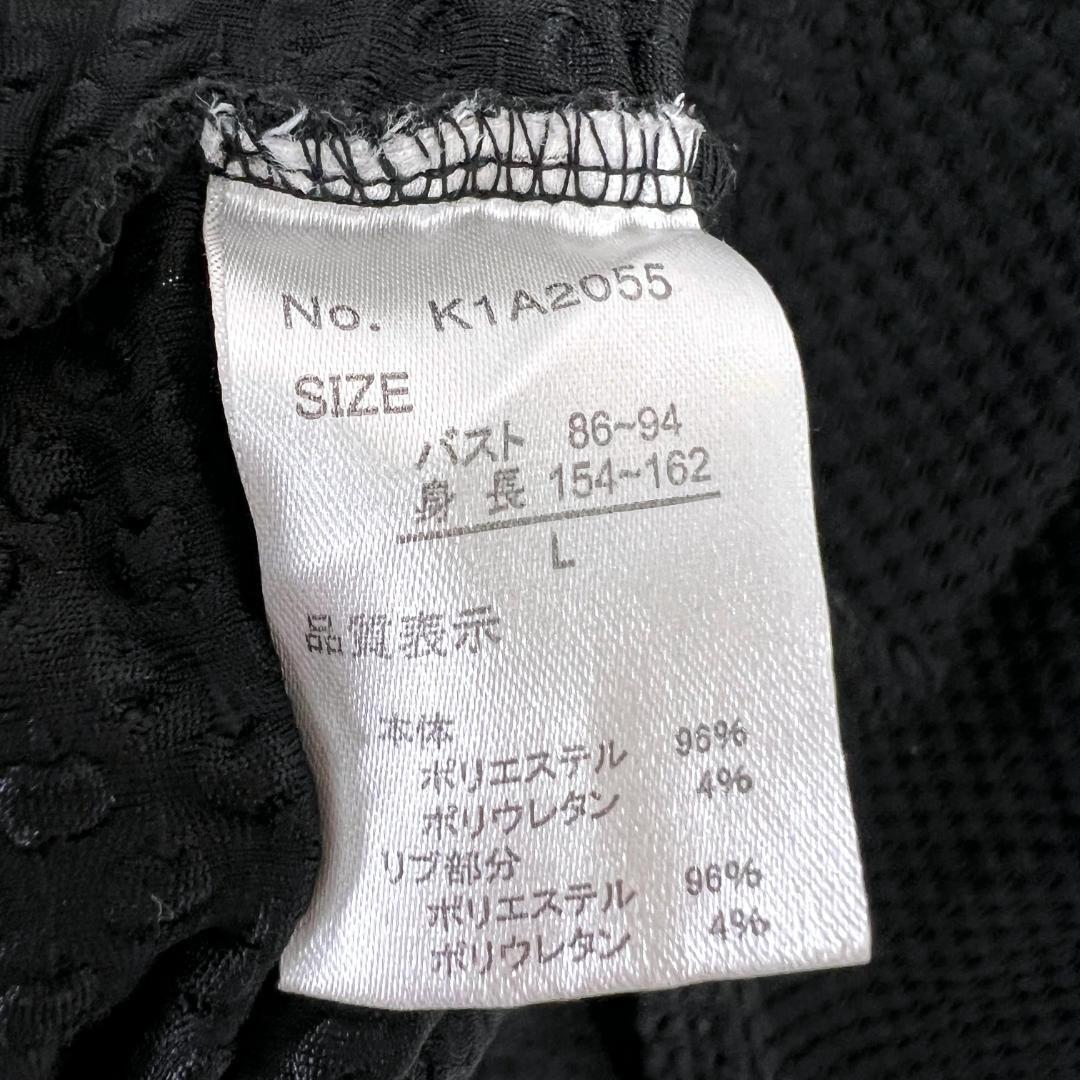 No. K1A2055
SIZE
バスト 86~94
身長 154~162
L
品質表示
本体
ポリエステル 96%
ポリウレタン 4%
リブ部分
ポリエステル 96%
ポリウレタン 4%